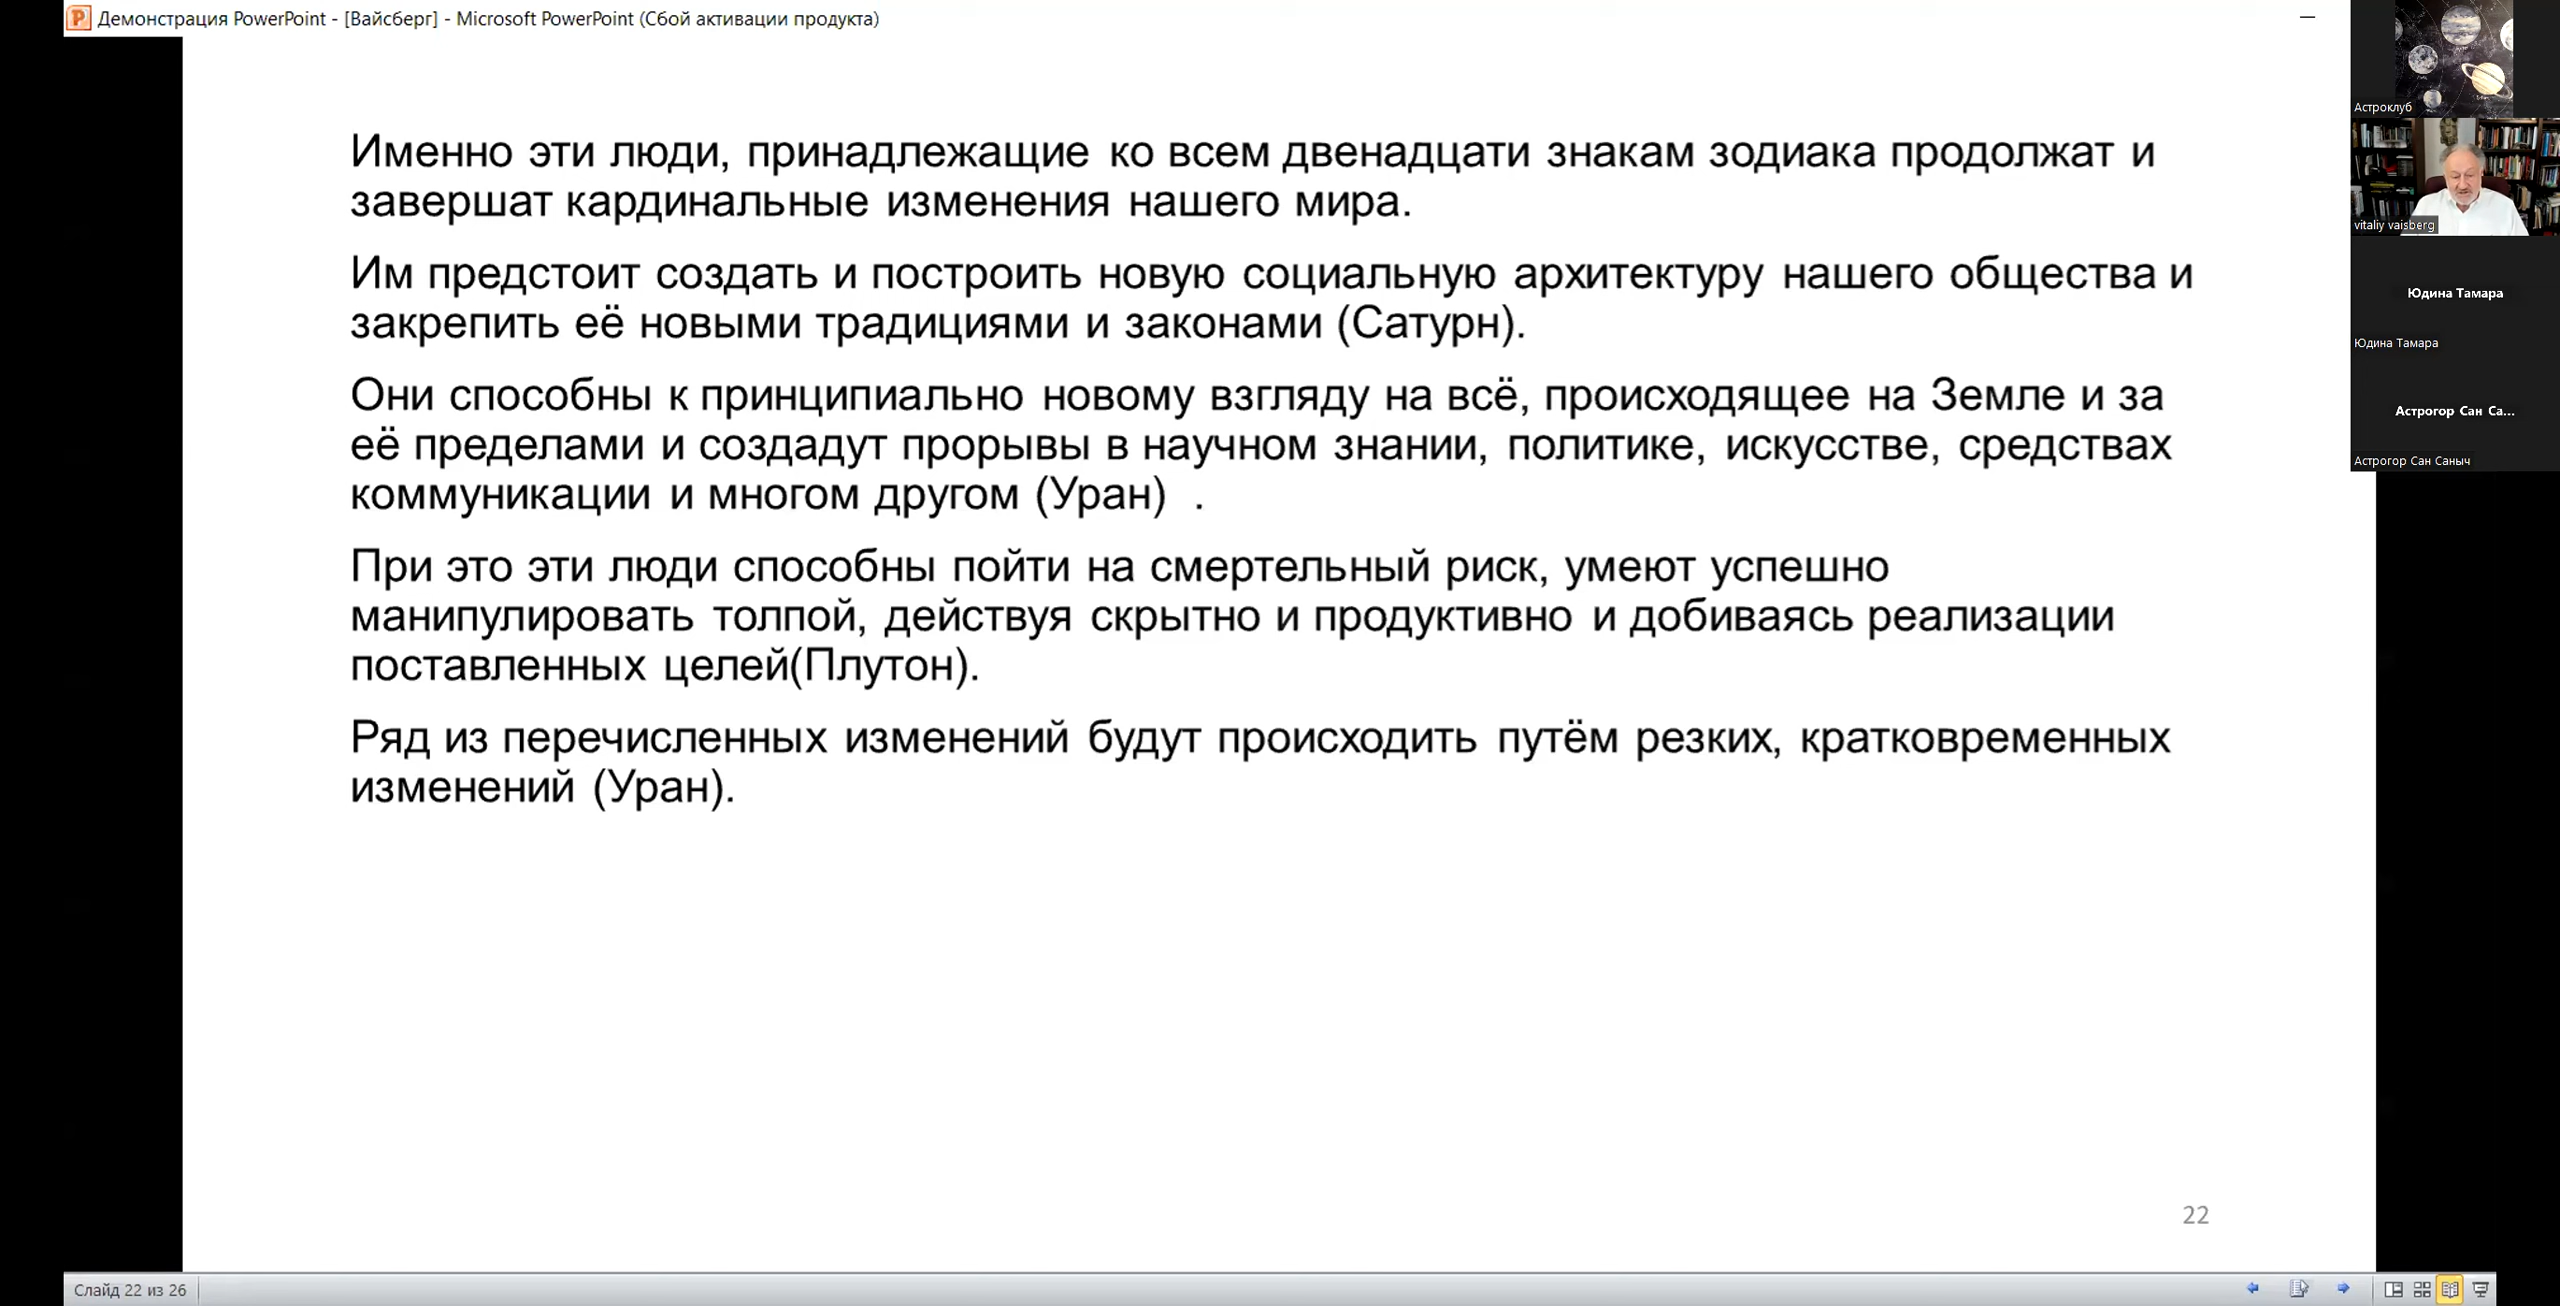 Демонстрация PowerPoint - [Вайсберг] - Microsoft PowerPoint (Сбой активации продукта)
Именно эти люди, принадлежащие ко всем двенадцати знакам зодиака продолжат и
завершат кардинальные изменения нашего мира.
Им предстоит создать и построить новую социальную архитектуру нашего общества и
закрепить её новыми традициями и законами (Сатурн).
Они способны к принципиально новому взгляду на всё, происходящее на Земле и за
её пределами и создадут прорывы в научном знании, политике, искусстве, средствах
коммуникации и многом другом (Уран) .
При это эти люди способны пойти на смертельный риск, умеют успешно
манипулировать толпой, действуя скрытно и продуктивно и добиваясь реализации
поставленных целей(Плутон).
Ряд из перечисленных изменений будут происходить путём резких, кратковременных
изменений (Уран).
22
Слайд 22 из 26
Астроклуб
vitaliy vaisberg
Юдина Тамара
Юдина Тамара
Астрогор Сан Са...
Астрогор Сан Саныч